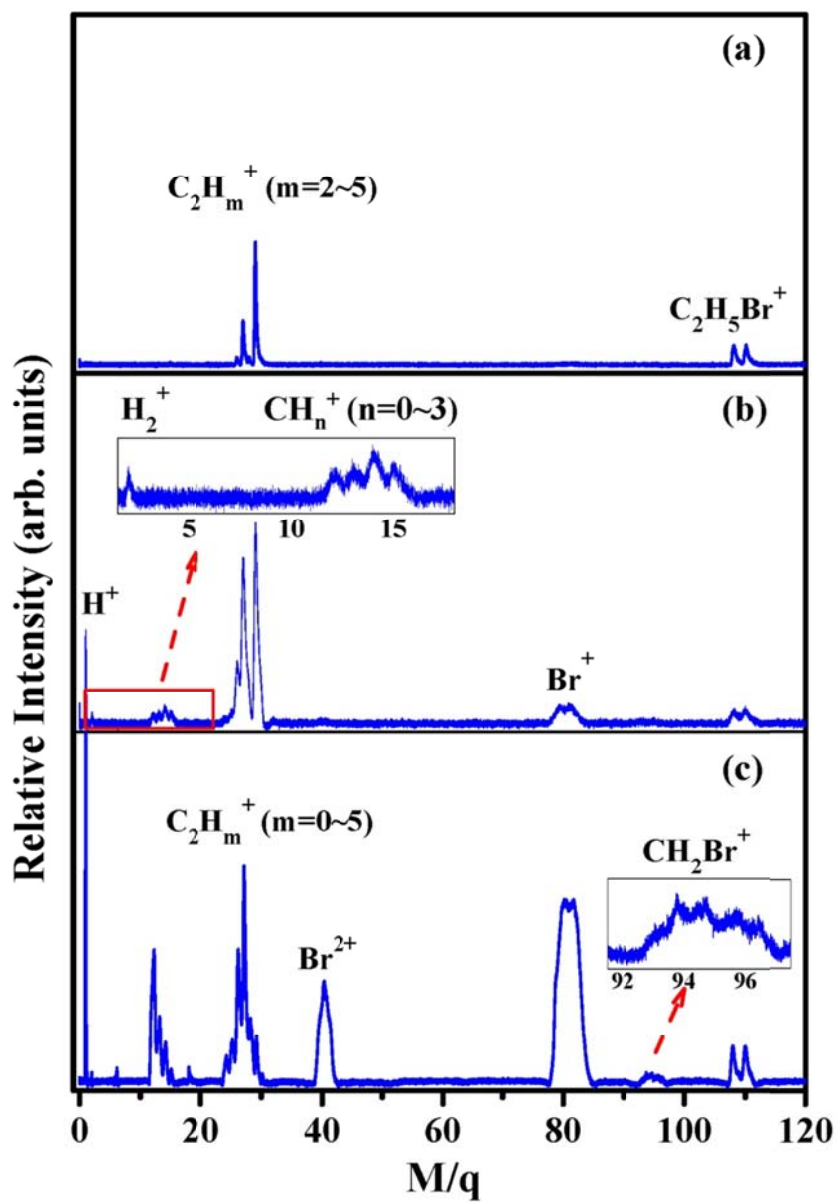 (a)
C₂Hₘ⁺ (m=2~5)
C₂H₅Br⁺
(b)
H₂⁺ CHₙ⁺ (n=0~3)
5 10 15
H⁺
Br⁺
(c)
C₂Hₘ⁺ (m=0~5)
CH₂Br⁺
Br²⁺
92 94 96
0 20 40 60 80 100 120
M/q
Relative Intensity (arb. units)